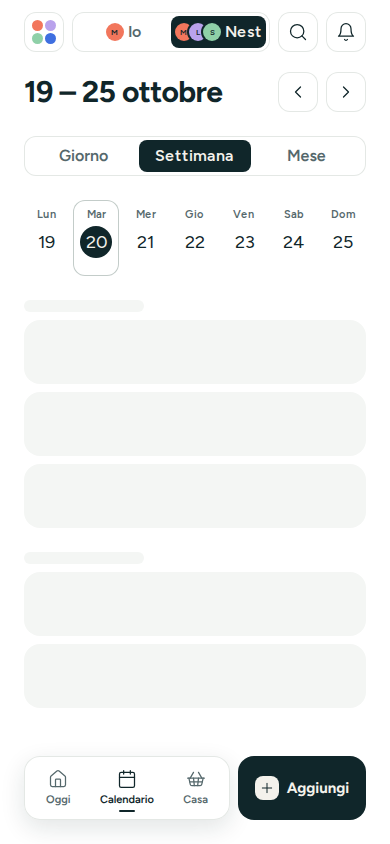 M Io M L S Nest
19 – 25 ottobre
Giorno Settimana Mese
Lun Mar Mer Gio Ven Sab Dom
19 20 21 22 23 24 25
Oggi Calendario Casa Aggiungi